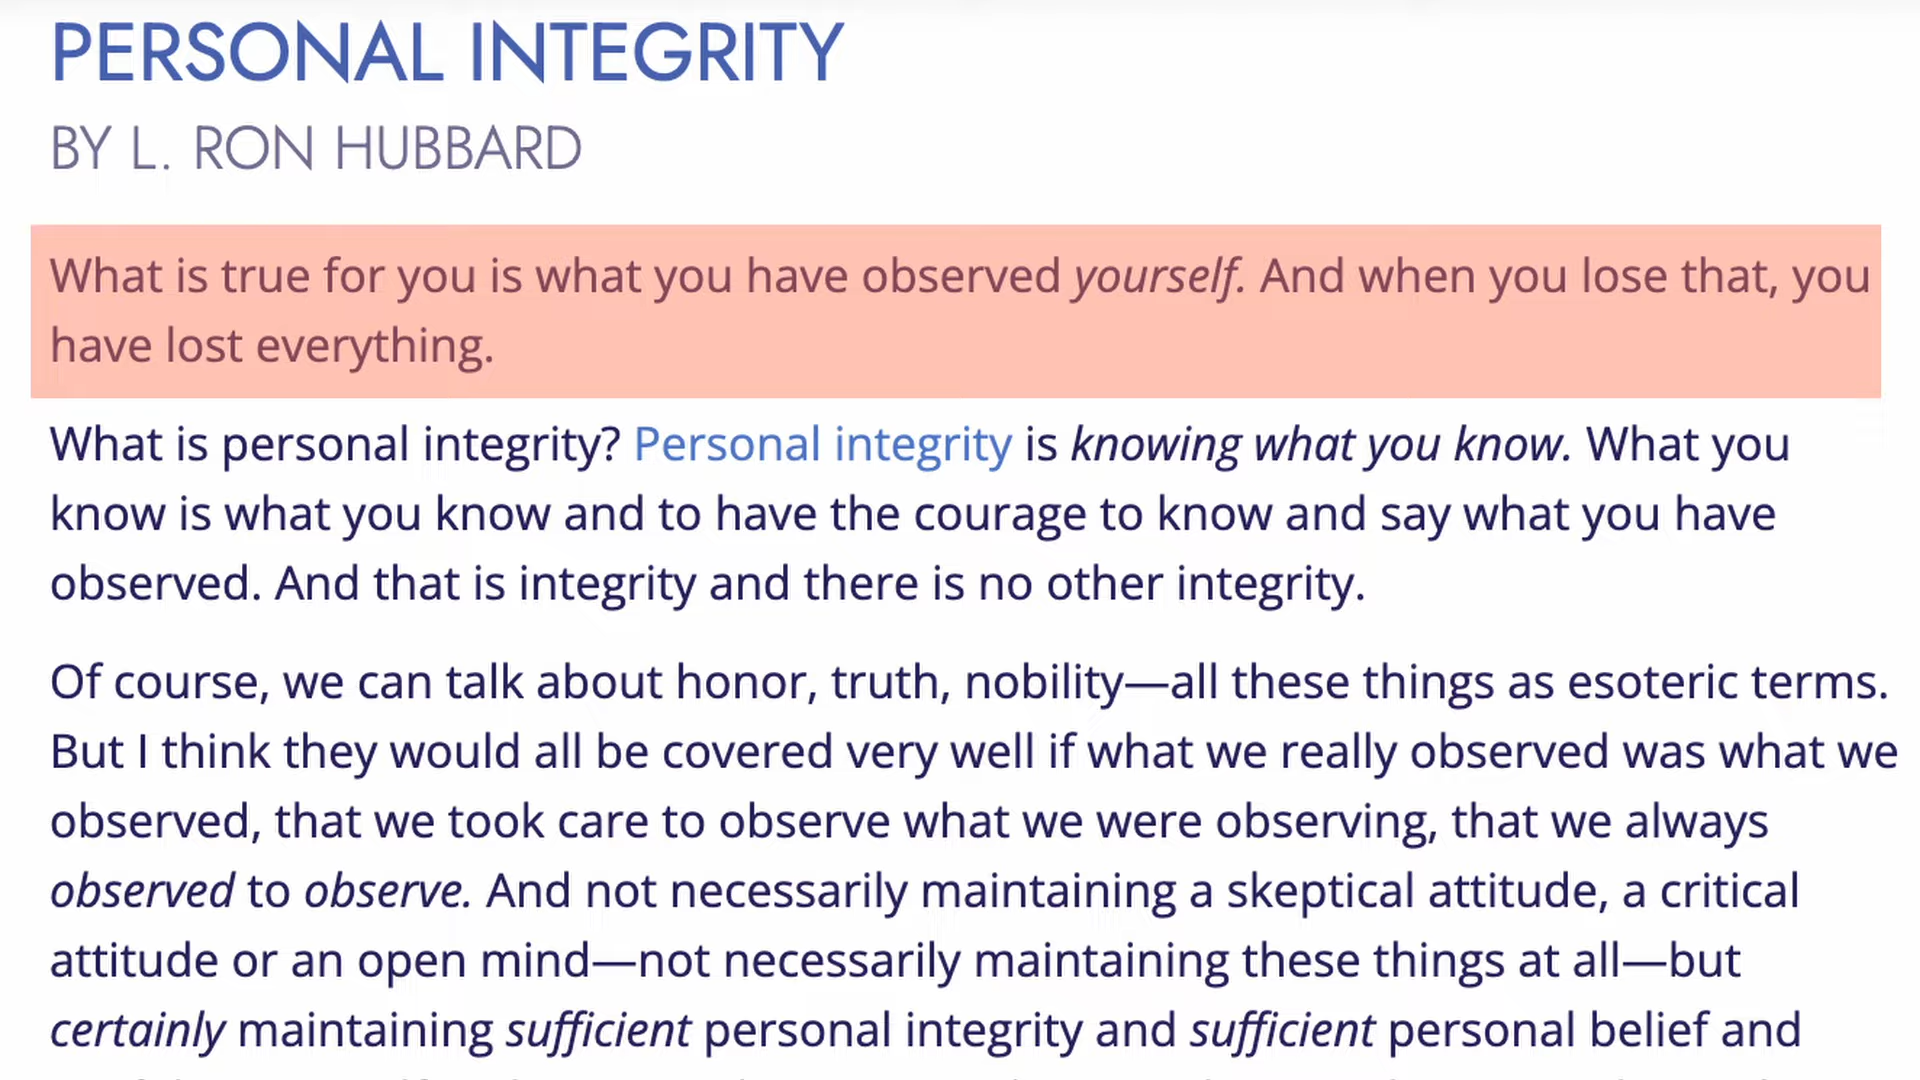 PERSONAL INTEGRITY
BY L. RON HUBBARD
What is true for you is what you have observed yourself. And when you lose that, you
have lost everything.
What is personal integrity? Personal integrity is knowing what you know. What you
know is what you know and to have the courage to know and say what you have
observed. And that is integrity and there is no other integrity.
Of course, we can talk about honor, truth, nobility—all these things as esoteric terms.
But I think they would all be covered very well if what we really observed was what we
observed, that we took care to observe what we were observing, that we always
observed to observe. And not necessarily maintaining a skeptical attitude, a critical
attitude or an open mind—not necessarily maintaining these things at all—but
certainly maintaining sufficient personal integrity and sufficient personal belief and